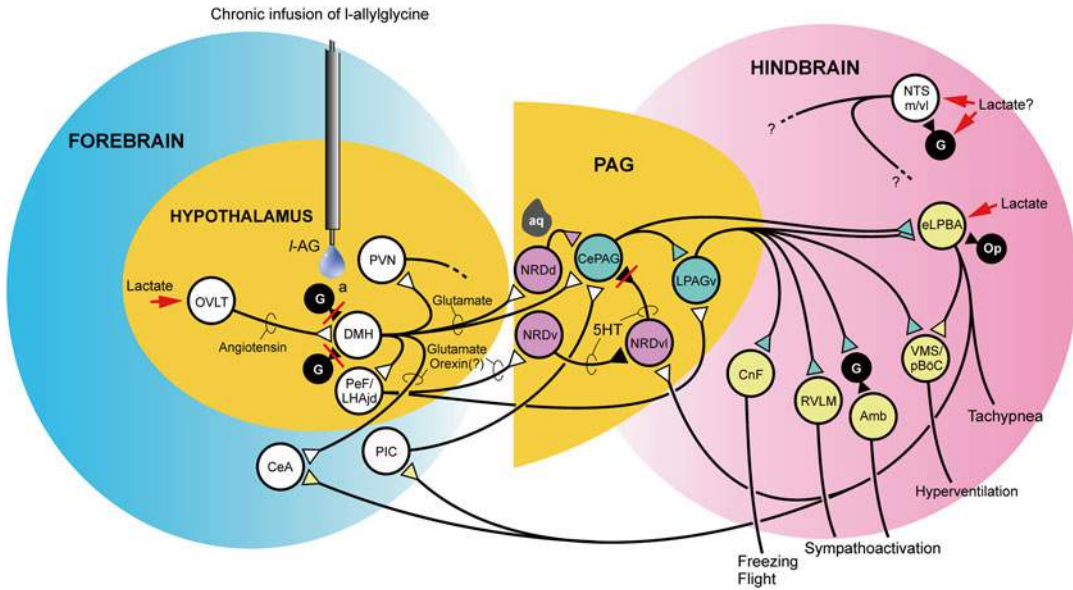 Chronic infusion of l-allylglycine
FOREBRAIN
HYPOTHALAMUS
l-AG
a
G
PVN
Lactate
OVLT
Angiotensin
DMH
Glutamate
G
PeF/
LHAjd
Glutamate
Orexin(?)
CeA
PIC
PAG
aq
NRDd
CePAG
LPAGv
NRDv
5HT
NRDvl
HINDBRAIN
NTS
m/vl
Lactate?
G
?
?
Lactate
eLPBA
Op
CnF
RVLM
G
Amb
VMS/
pBöC
Tachypnea
Hyperventilation
Sympathoactivation
Freezing
Flight